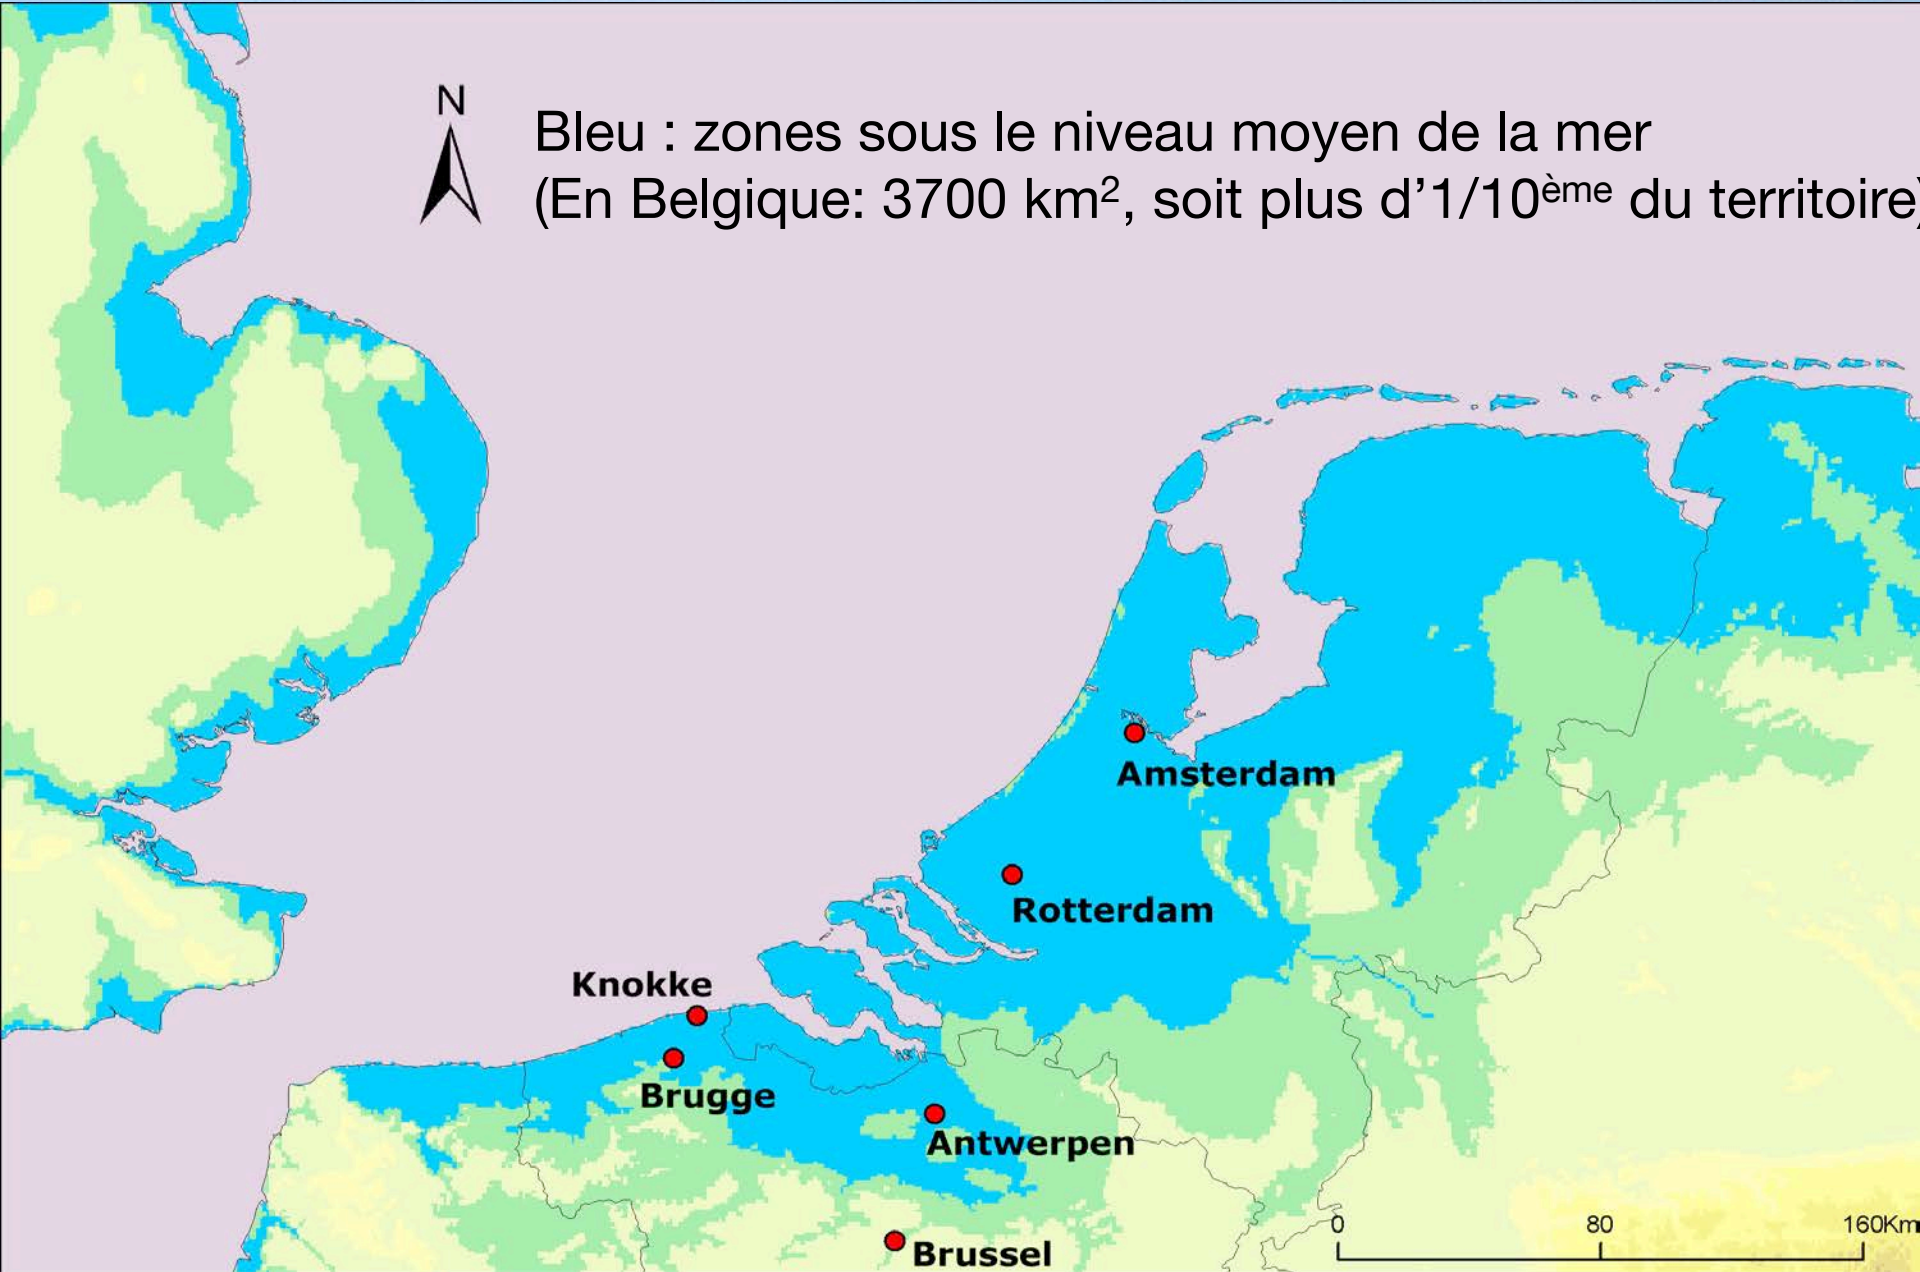 N
Bleu : zones sous le niveau moyen de la mer
(En Belgique: 3700 km², soit plus d’1/10ème du territoire)
Amsterdam
Rotterdam
Knokke
Brugge
Antwerpen
Brussel
0 80 160Km